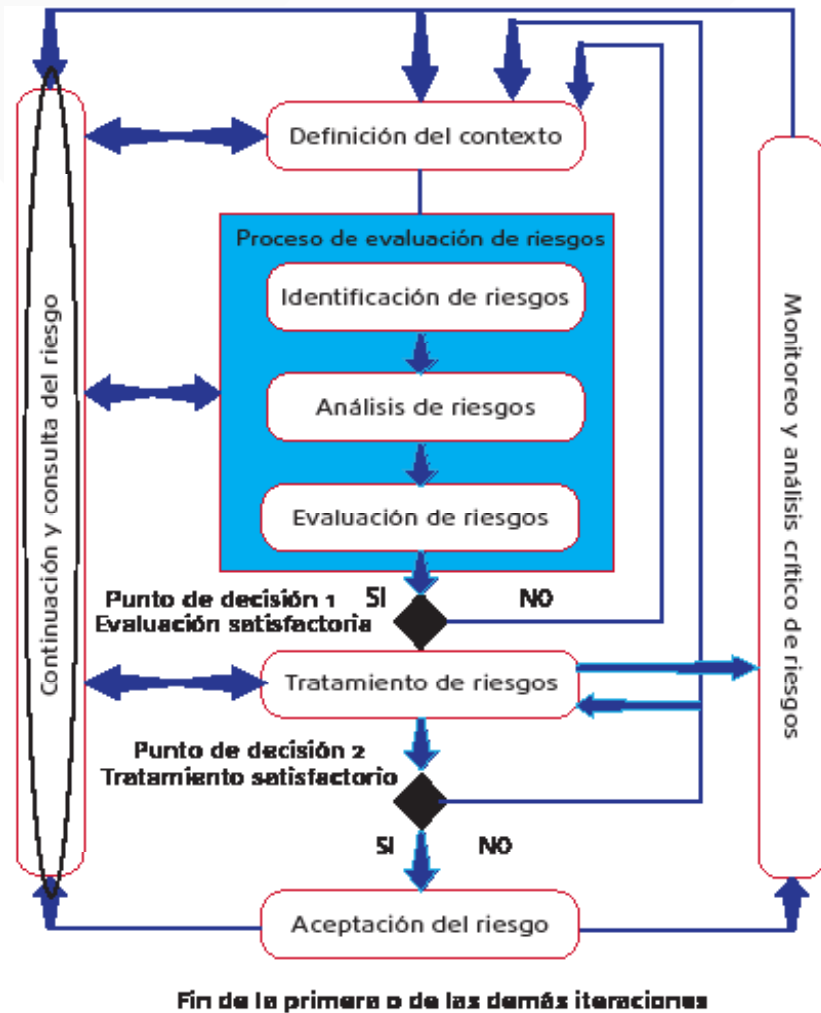 Definición del contexto
Proceso de evaluación de riesgos
Identificación de riesgos
Análisis de riesgos
Evaluación de riesgos
Punto de decisión 1
Evaluación satisfactoria
SI
NO
Tratamiento de riesgos
Punto de decisión 2
Tratamiento satisfactorio
SI
NO
Aceptación del riesgo
Continuación y consulta del riesgo
Monitoreo y análisis crítico de riesgos
Fin de la primera o de las demás iteraciones